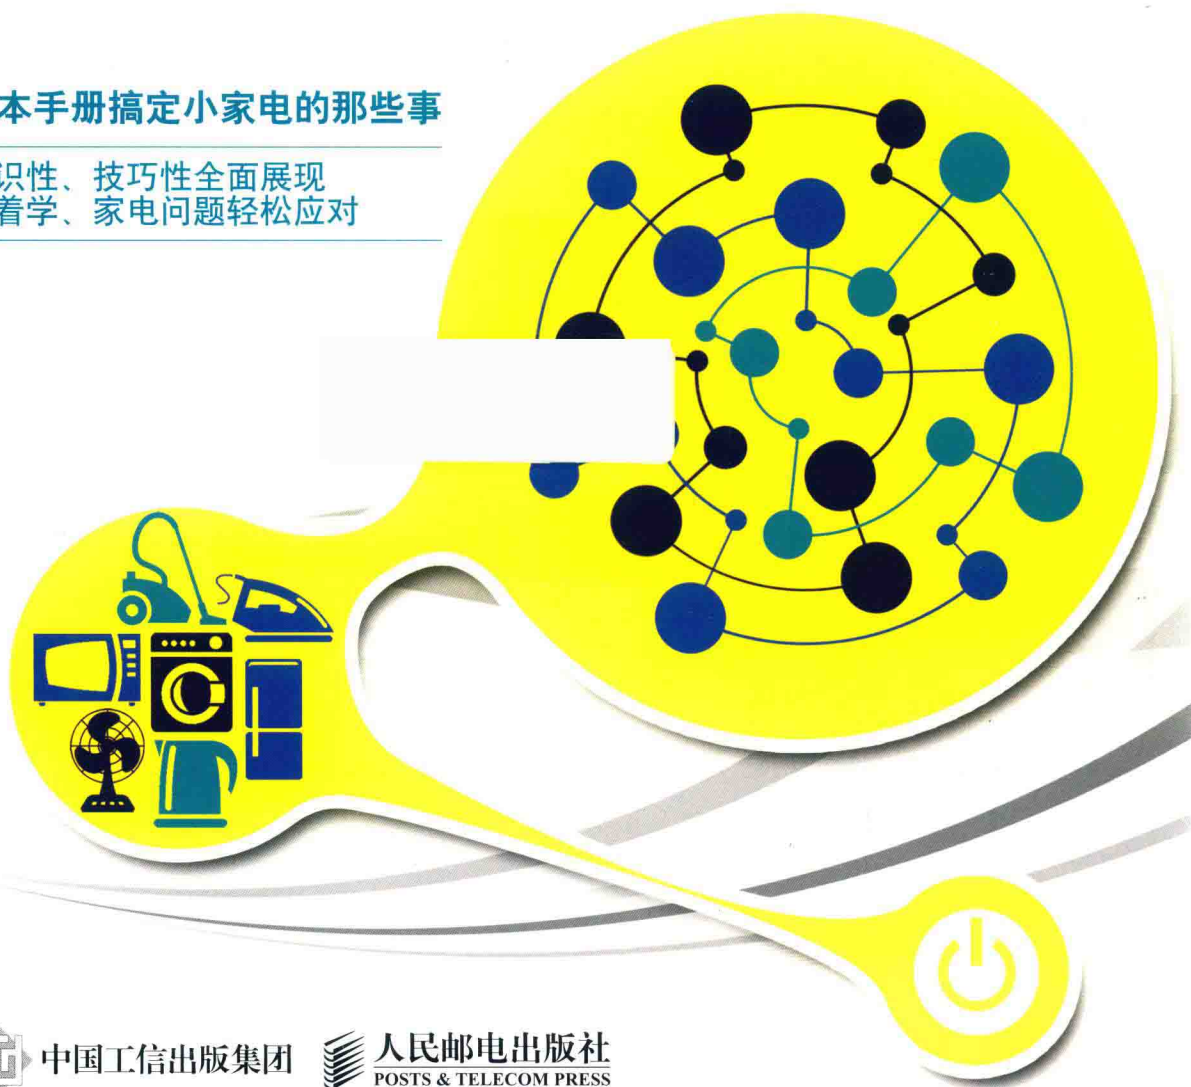 本手册搞定小家电的那些事
识性、技巧性全面展现
着学、家电问题轻松应对
中国工信出版集团
人民邮电出版社
POSTS & TELECOM PRESS